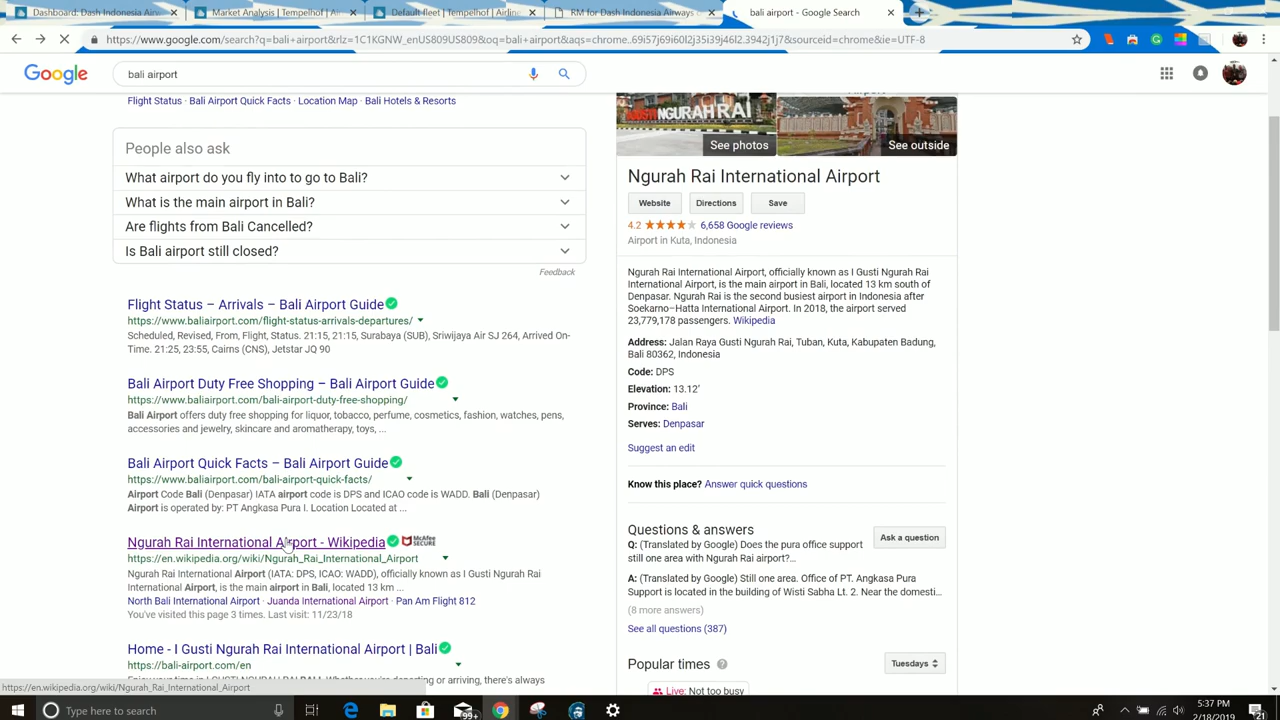 Dashboard: Dash Indonesia Airw
Market Analysis | Tempelhof | Ai
Default fleet | Tempelhof | Airlin
RM for Dash Indonesia Airways
bali airport - Google Search
https://www.google.com/search?q=bali+airport&rlz=1C1KGNW_enUS809US809&oq=bali+airport&aqs=chrome..69i57j69i60l2j35i39j46l2.3942j1j7&sourceid=chrome&ie=UTF-8
Google
bali airport
Flight Status · Bali Airport Quick Facts · Location Map · Bali Hotels & Resorts
People also ask
What airport do you fly into to go to Bali?
What is the main airport in Bali?
Are flights from Bali Cancelled?
Is Bali airport still closed?
Feedback
Flight Status – Arrivals – Bali Airport Guide
https://www.baliairport.com/flight-status-arrivals-departures/
Scheduled, Revised, From, Flight, Status. 21:15, 21:15, Surabaya (SUB), Sriwijaya Air SJ 264, Arrived On-
Time. 21:25, 23:55, Cairns (CNS), Jetstar JQ 90
Bali Airport Duty Free Shopping – Bali Airport Guide
https://www.baliairport.com/bali-airport-duty-free-shopping/
Bali Airport offers duty free shopping for liquor, tobacco, perfume, cosmetics, fashion, watches, pens,
accessories and jewelry, skincare and aromatherapy, toys, ...
Bali Airport Quick Facts – Bali Airport Guide
https://www.baliairport.com/bali-airport-quick-facts/
Airport Code Bali (Denpasar) IATA airport code is DPS and ICAO code is WADD. Bali (Denpasar)
Airport is operated by: PT Angkasa Pura I. Location Located at ...
Ngurah Rai International Airport - Wikipedia
McAfee
SECURE
https://en.wikipedia.org/wiki/Ngurah_Rai_International_Airport
Ngurah Rai International Airport (IATA: DPS, ICAO: WADD), officially known as I Gusti Ngurah Rai
International Airport, is the main airport in Bali, located 13 km ...
North Bali International Airport · Juanda International Airport · Pan Am Flight 812
You've visited this page 3 times. Last visit: 11/23/18
Home - I Gusti Ngurah Rai International Airport | Bali
https://bali-airport.com/en
https://en.wikipedia.org/wiki/Ngurah_Rai_International_Airport
NGURAH RAI
See photos
See outside
Ngurah Rai International Airport
Website
Directions
Save
4.2
6,658 Google reviews
Airport in Kuta, Indonesia
Ngurah Rai International Airport, officially known as I Gusti Ngurah Rai
International Airport, is the main airport in Bali, located 13 km south of
Denpasar. Ngurah Rai is the second busiest airport in Indonesia after
Soekarno–Hatta International Airport. In 2018, the airport served
23,779,178 passengers. Wikipedia
Address: Jalan Raya Gusti Ngurah Rai, Tuban, Kuta, Kabupaten Badung,
Bali 80362, Indonesia
Code: DPS
Elevation: 13.12'
Province: Bali
Serves: Denpasar
Suggest an edit
Know this place? Answer quick questions
Questions & answers
Ask a question
Q: (Translated by Google) Does the pura office support
still one area with Ngurah Rai airport?...
A: (Translated by Google) Still one area. Office of PT. Angkasa Pura
Support is located in the building of Wisti Sabha Lt. 2. Near the domesti...
(8 more answers)
See all questions (387)
Popular times
Tuesdays
Live: Not too busy
Type here to search
99+
5:37 PM
2/18/2019
21